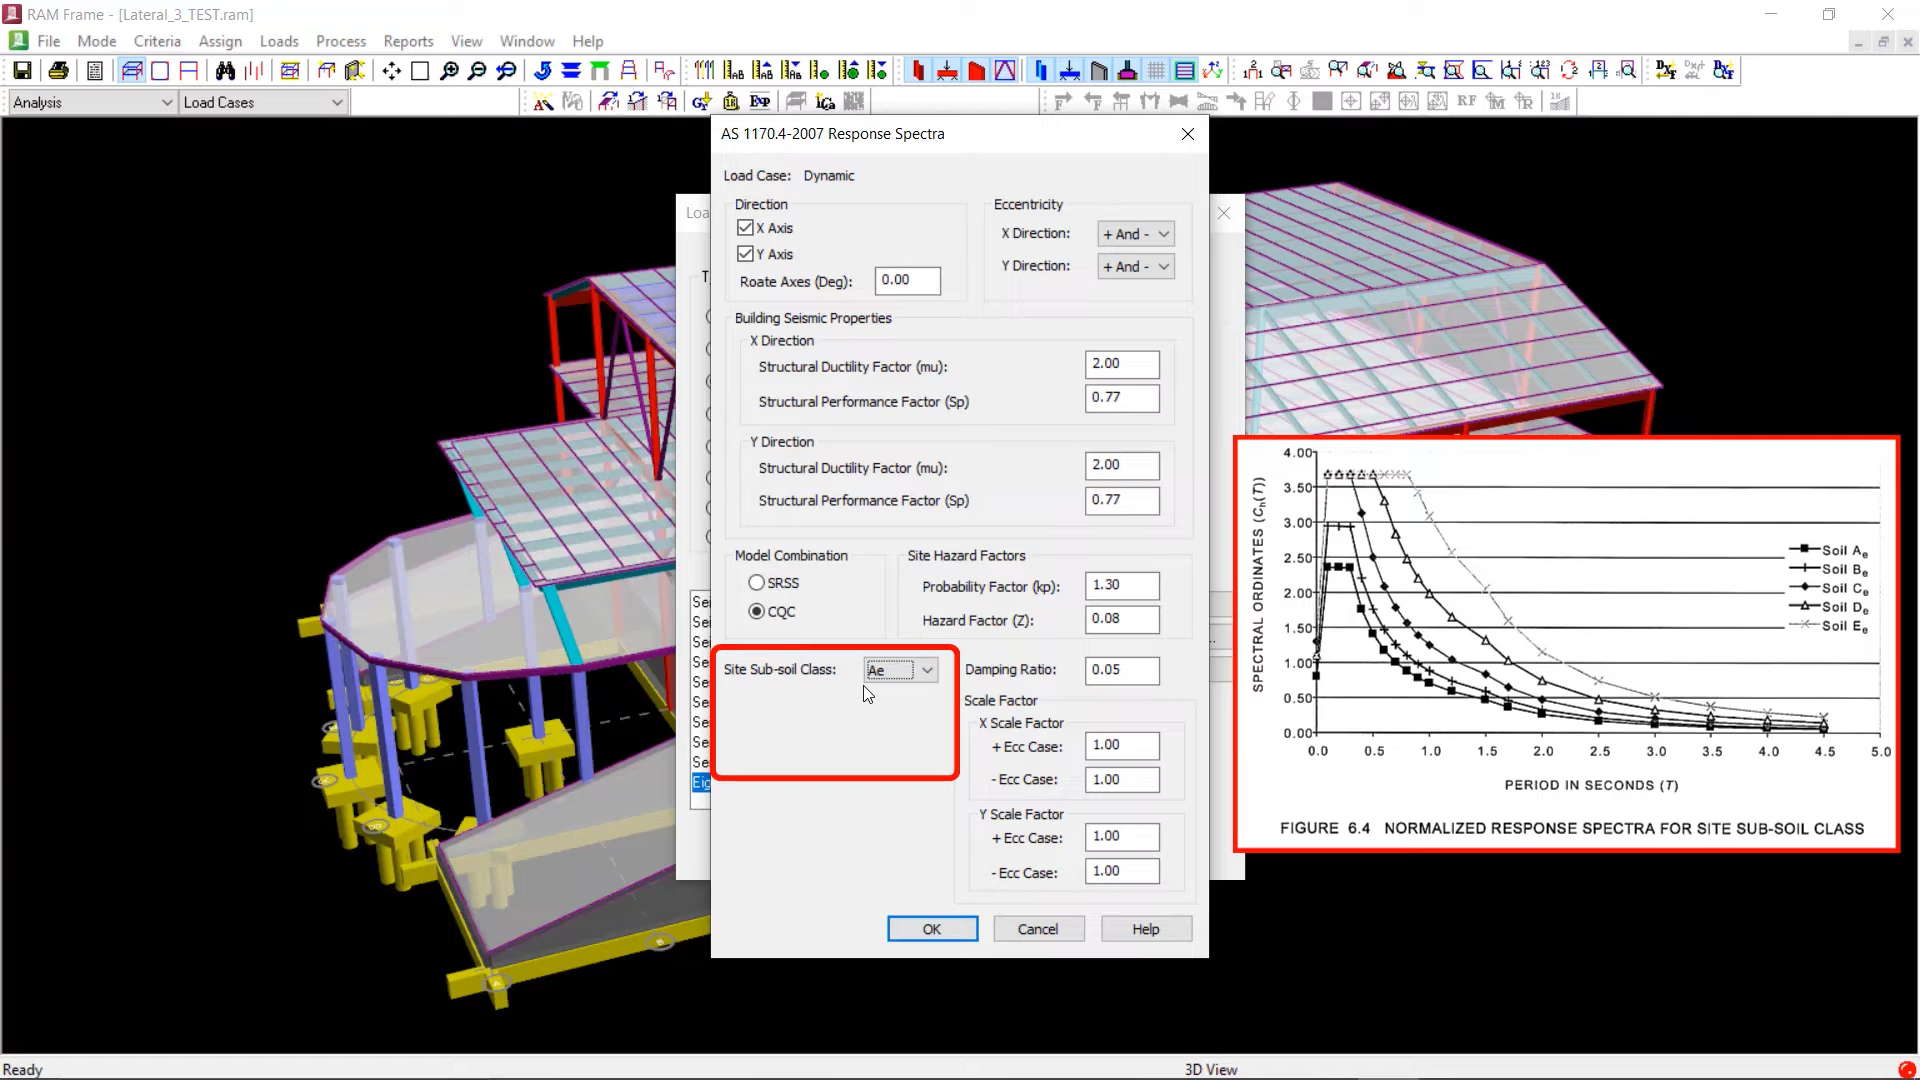 RAM Frame - [Lateral_3_TEST.ram]
File Mode Criteria Assign Loads Process Reports View Window Help
Analysis
Load Cases
AS 1170.4-2007 Response Spectra
Load Case: Dynamic
Direction
X Axis
Y Axis
Roate Axes (Deg): 0.00
Eccentricity
X Direction: + And -
Y Direction: + And -
Building Seismic Properties
X Direction
Structural Ductility Factor (mu): 2.00
Structural Performance Factor (Sp) 0.77
Y Direction
Structural Ductility Factor (mu): 2.00
Structural Performance Factor (Sp) 0.77
Model Combination
SRSS
CQC
Site Hazard Factors
Probability Factor (kp): 1.30
Hazard Factor (Z): 0.08
Site Sub-soil Class: Ae
Damping Ratio: 0.05
Scale Factor
X Scale Factor
+ Ecc Case: 1.00
- Ecc Case: 1.00
Y Scale Factor
+ Ecc Case: 1.00
- Ecc Case: 1.00
OK Cancel Help
SPECTRAL ORDINATES (Ch(T))
4.00
3.50
3.00
2.50
2.00
1.50
1.00
0.50
0.00
0.0 0.5 1.0 1.5 2.0 2.5 3.0 3.5 4.0 4.5 5.0
Soil Ae
Soil Be
Soil Ce
Soil De
Soil Ee
PERIOD IN SECONDS (T)
FIGURE 6.4 NORMALIZED RESPONSE SPECTRA FOR SITE SUB-SOIL CLASS
Ready
3D View